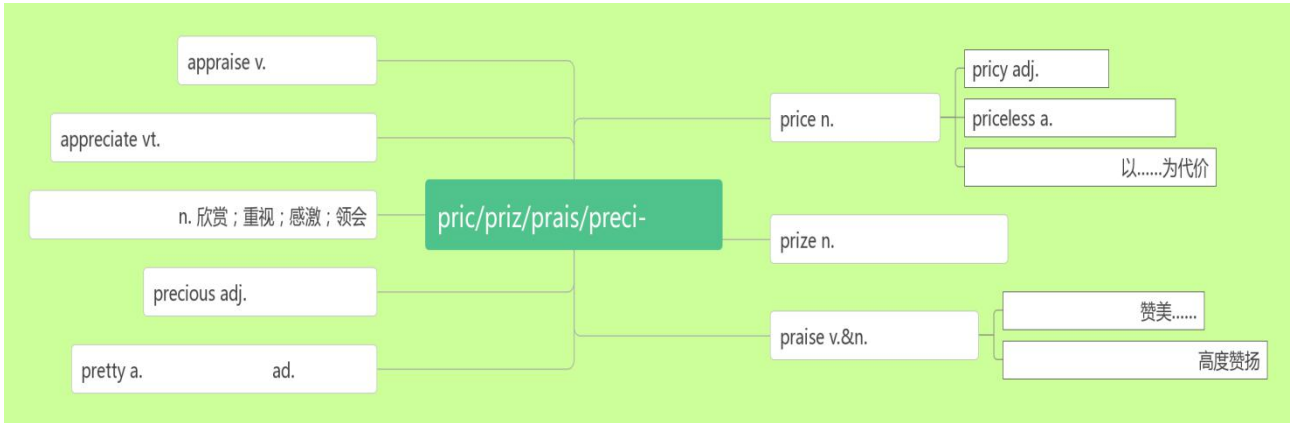 appraise v.
appreciate vt.
n. 欣赏；重视；感激；领会
precious adj.
pretty a. ad.
pric/priz/prais/preci-
price n.
pricy adj.
priceless a.
以......为代价
prize n.
praise v.&n.
赞美......
高度赞扬